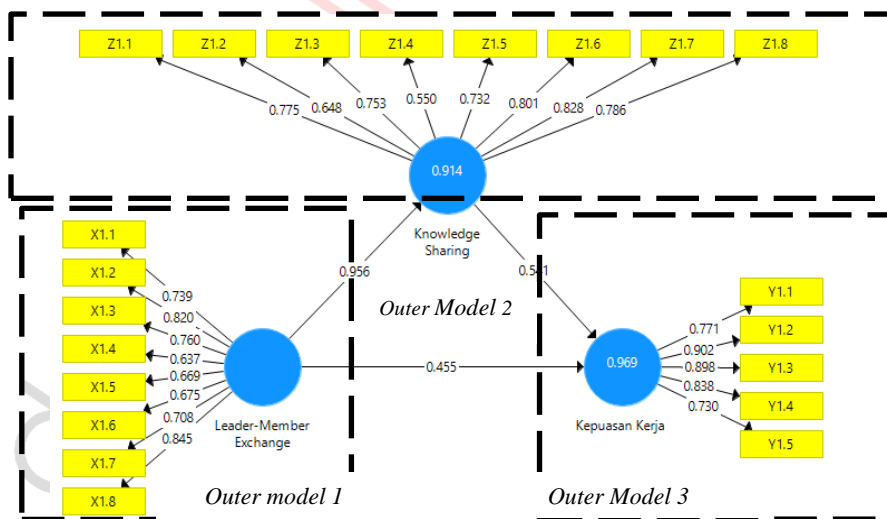 Z1.1 Z1.2 Z1.3 Z1.4 Z1.5 Z1.6 Z1.7 Z1.8
0.775 0.648 0.753 0.550 0.732 0.801 0.828 0.786
0.914
Knowledge
Sharing
X1.1
X1.2
X1.3
X1.4
X1.5
X1.6
X1.7
X1.8
0.739
0.820
0.760
0.637
0.669
0.675
0.708
0.845
Leader-Member
Exchange
0.956
0.541
Outer Model 2
0.455
0.969
Kepuasan Kerja
0.771
0.902
0.898
0.838
0.730
Y1.1
Y1.2
Y1.3
Y1.4
Y1.5
Outer model 1
Outer Model 3